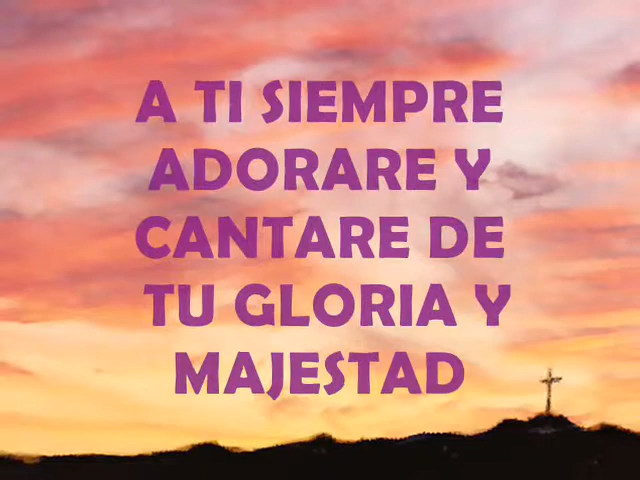 A TI SIEMPRE
ADORARE Y
CANTARE DE
TU GLORIA Y
MAJESTAD